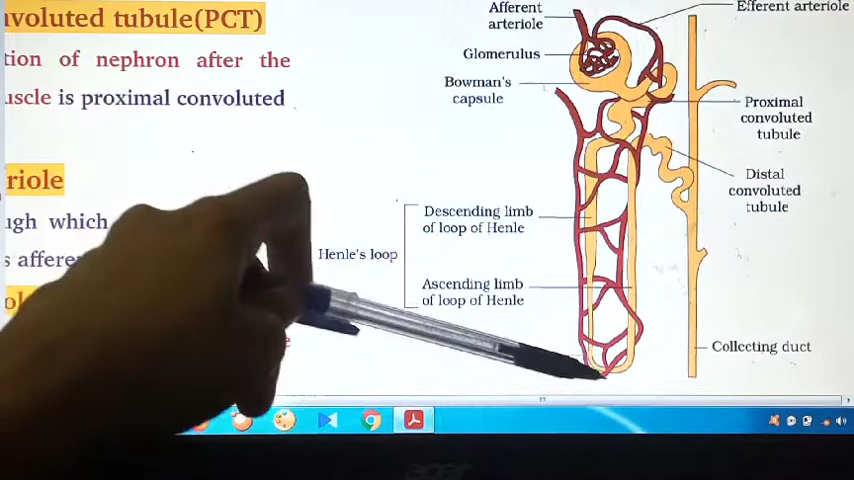 nvoluted tubule(PCT)
tion of nephron after the
uscle is proximal convoluted
riole
ugh which
s affere
Afferent
arteriole
Efferent arteriole
Glomerulus
Bowman's
capsule
Proximal
convoluted
tubule
Distal
convoluted
tubule
Descending limb
of loop of Henle
Henle's loop
Ascending limb
of loop of Henle
Collecting duct
acer